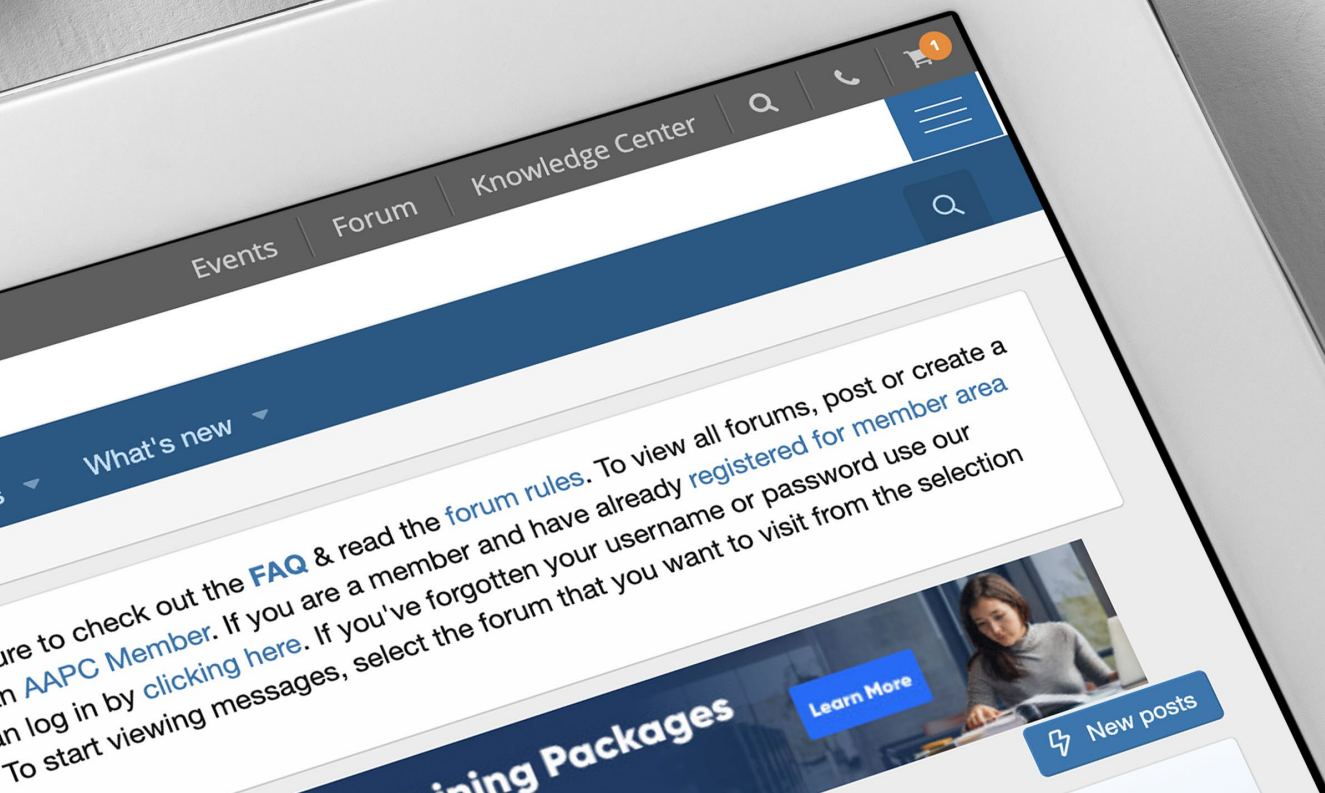 1
Events
Forum
Knowledge Center
What's new
to check out the FAQ & read the forum rules. To view all forums, post or create a
AAPC Member. If you are a member and have already registered for member area
log in by clicking here. If you've forgotten your username or password use our
To start viewing messages, select the forum that you want to visit from the selection
Packages
Learn More
New posts